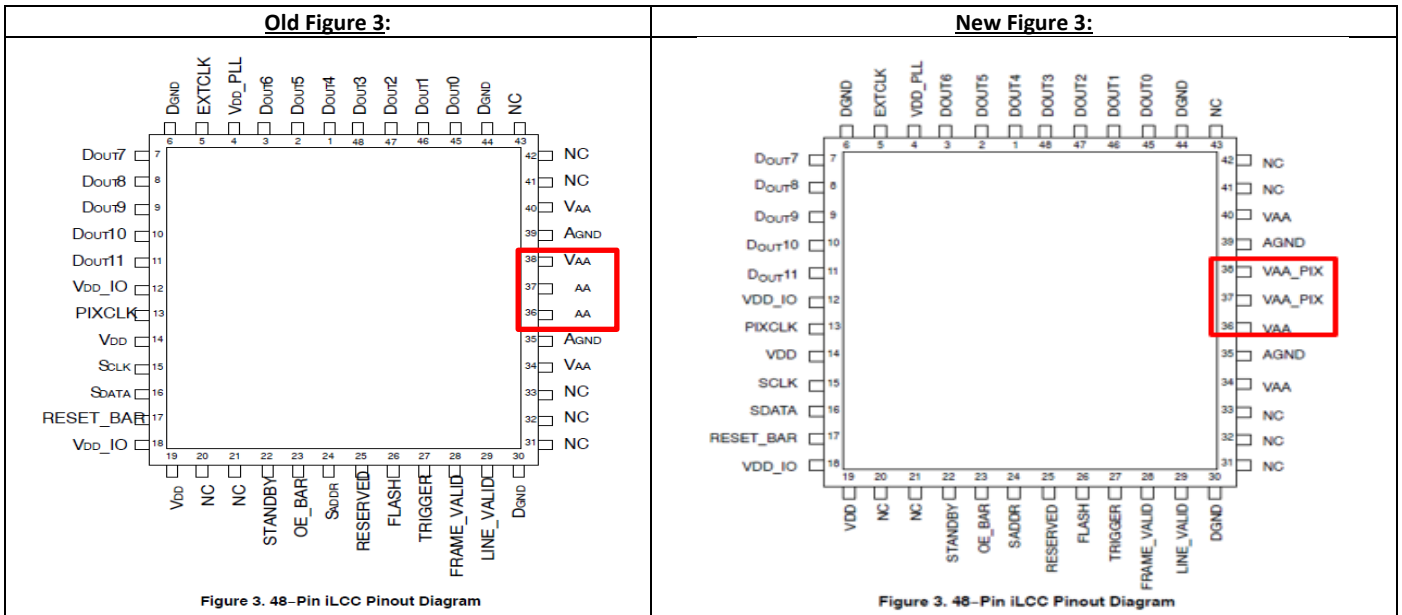 Old Figure 3:
DGND EXTCLK VDD_PLL DOUT6 DOUT5 DOUT4 DOUT3 DOUT2 DOUT1 DOUT0 DGND NC
6 5 4 3 2 1 48 47 46 45 44 43
DOUT7 7 42 NC
DOUT8 8 41 NC
DOUT9 9 40 VAA
DOUT10 10 39 AGND
DOUT11 11 38 VAA
VDD_IO 12 37 AA
PIXCLK 13 36 AA
VDD 14 35 AGND
SCLK 15 34 VAA
SDATA 16 33 NC
RESET_BAR 17 32 NC
VDD_IO 18 31 NC
19 20 21 22 23 24 25 26 27 28 29 30
VDD NC NC STANDBY OE_BAR SADDR RESERVED FLASH TRIGGER FRAME_VALID LINE_VALID DGND
Figure 3. 48–Pin iLCC Pinout Diagram
New Figure 3:
DGND EXTCLK VDD_PLL DOUT6 DOUT5 DOUT4 DOUT3 DOUT2 DOUT1 DOUT0 DGND NC
6 5 4 3 2 1 48 47 46 45 44 43
DOUT7 7 42 NC
DOUT8 8 41 NC
DOUT9 9 40 VAA
DOUT10 10 39 AGND
DOUT11 11 38 VAA_PIX
VDD_IO 12 37 VAA_PIX
PIXCLK 13 36 VAA
VDD 14 35 AGND
SCLK 15 34 VAA
SDATA 16 33 NC
RESET_BAR 17 32 NC
VDD_IO 18 31 NC
19 20 21 22 23 24 25 26 27 28 29 30
VDD NC NC STANDBY OE_BAR SADDR RESERVED FLASH TRIGGER FRAME_VALID LINE_VALID DGND
Figure 3. 48–Pin iLCC Pinout Diagram